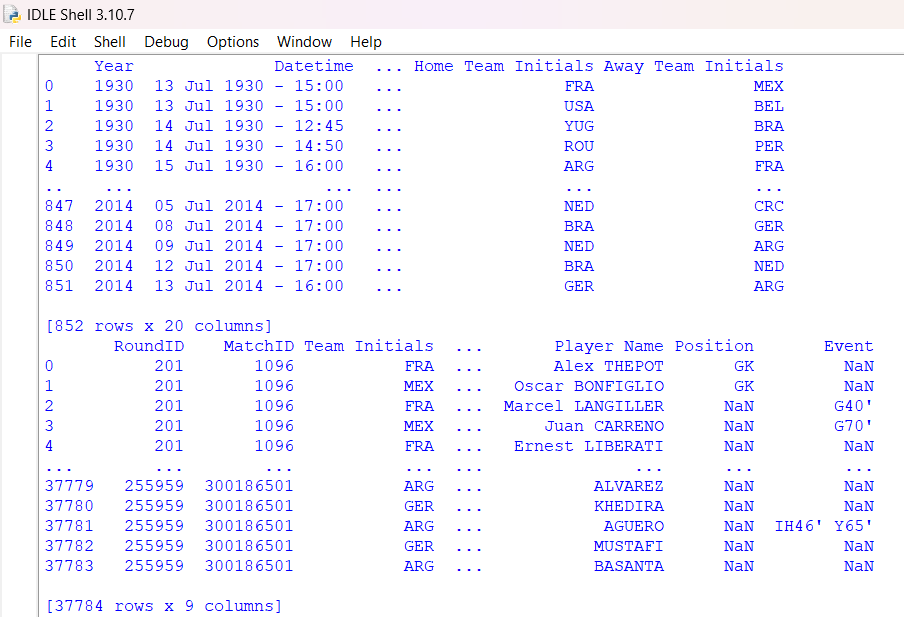 IDLE Shell 3.10.7
File Edit Shell Debug Options Window Help
Year Datetime ... Home Team Initials Away Team Initials
0 1930 13 Jul 1930 - 15:00 ... FRA MEX
1 1930 13 Jul 1930 - 15:00 ... USA BEL
2 1930 14 Jul 1930 - 12:45 ... YUG BRA
3 1930 14 Jul 1930 - 14:50 ... ROU PER
4 1930 15 Jul 1930 - 16:00 ... ARG FRA
.. ... ... ... ... ...
847 2014 05 Jul 2014 - 17:00 ... NED CRC
848 2014 08 Jul 2014 - 17:00 ... BRA GER
849 2014 09 Jul 2014 - 17:00 ... NED ARG
850 2014 12 Jul 2014 - 17:00 ... BRA NED
851 2014 13 Jul 2014 - 16:00 ... GER ARG
[852 rows x 20 columns]
RoundID MatchID Team Initials ... Player Name Position Event
0 201 1096 FRA ... Alex THEPOT GK NaN
1 201 1096 MEX ... Oscar BONFIGLIO GK NaN
2 201 1096 FRA ... Marcel LANGILLER NaN G40'
3 201 1096 MEX ... Juan CARRENO NaN G70'
4 201 1096 FRA ... Ernest LIBERATI NaN NaN
... ... ... ... ... ... ... ...
37779 255959 300186501 ARG ... ALVAREZ NaN NaN
37780 255959 300186501 GER ... KHEDIRA NaN NaN
37781 255959 300186501 ARG ... AGUERO NaN IH46' Y65'
37782 255959 300186501 GER ... MUSTAFI NaN NaN
37783 255959 300186501 ARG ... BASANTA NaN NaN
[37784 rows x 9 columns]